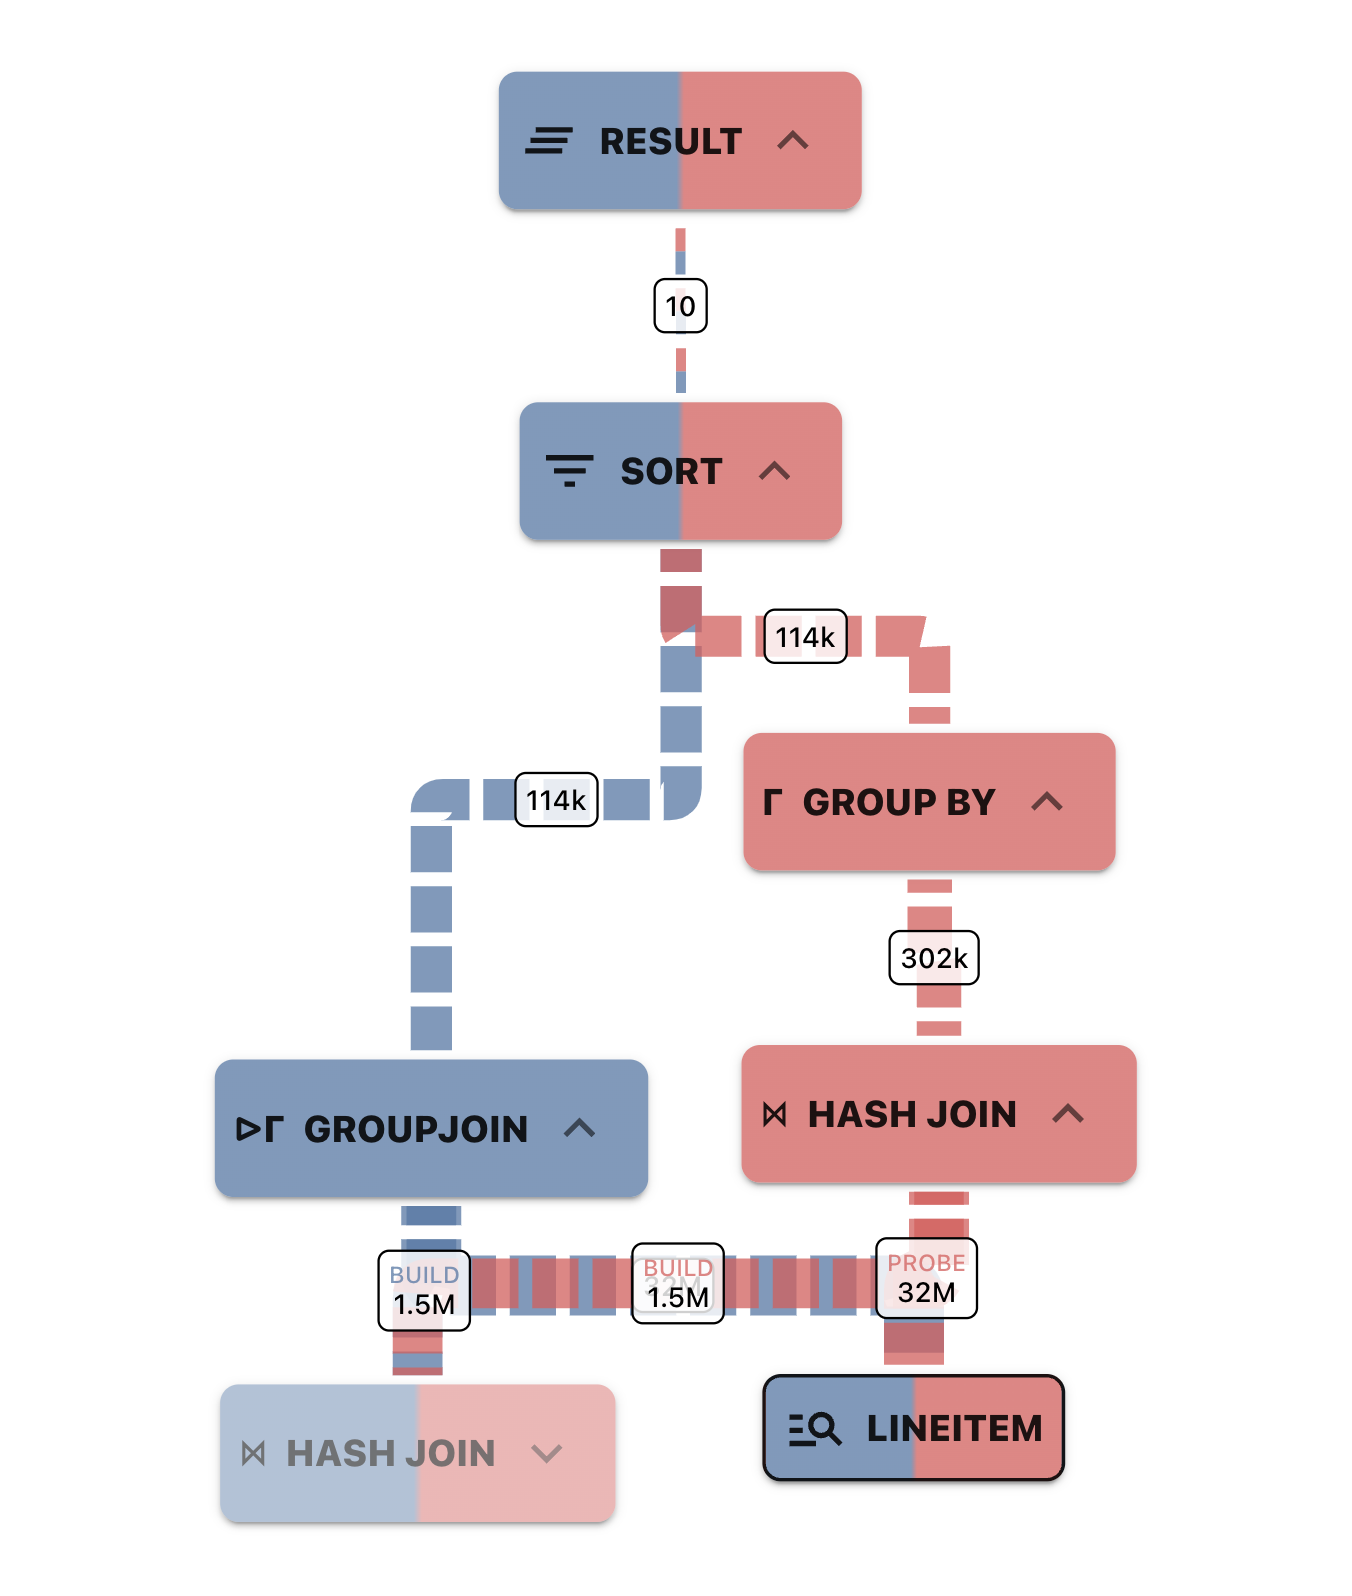 RESULT
10
SORT
114k
114k
Γ GROUP BY
302k
⋈ HASH JOIN
⊳Γ GROUPJOIN
BUILD
1.5M
BUILD
32M
1.5M
PROBE
32M
⋈ HASH JOIN
LINEITEM